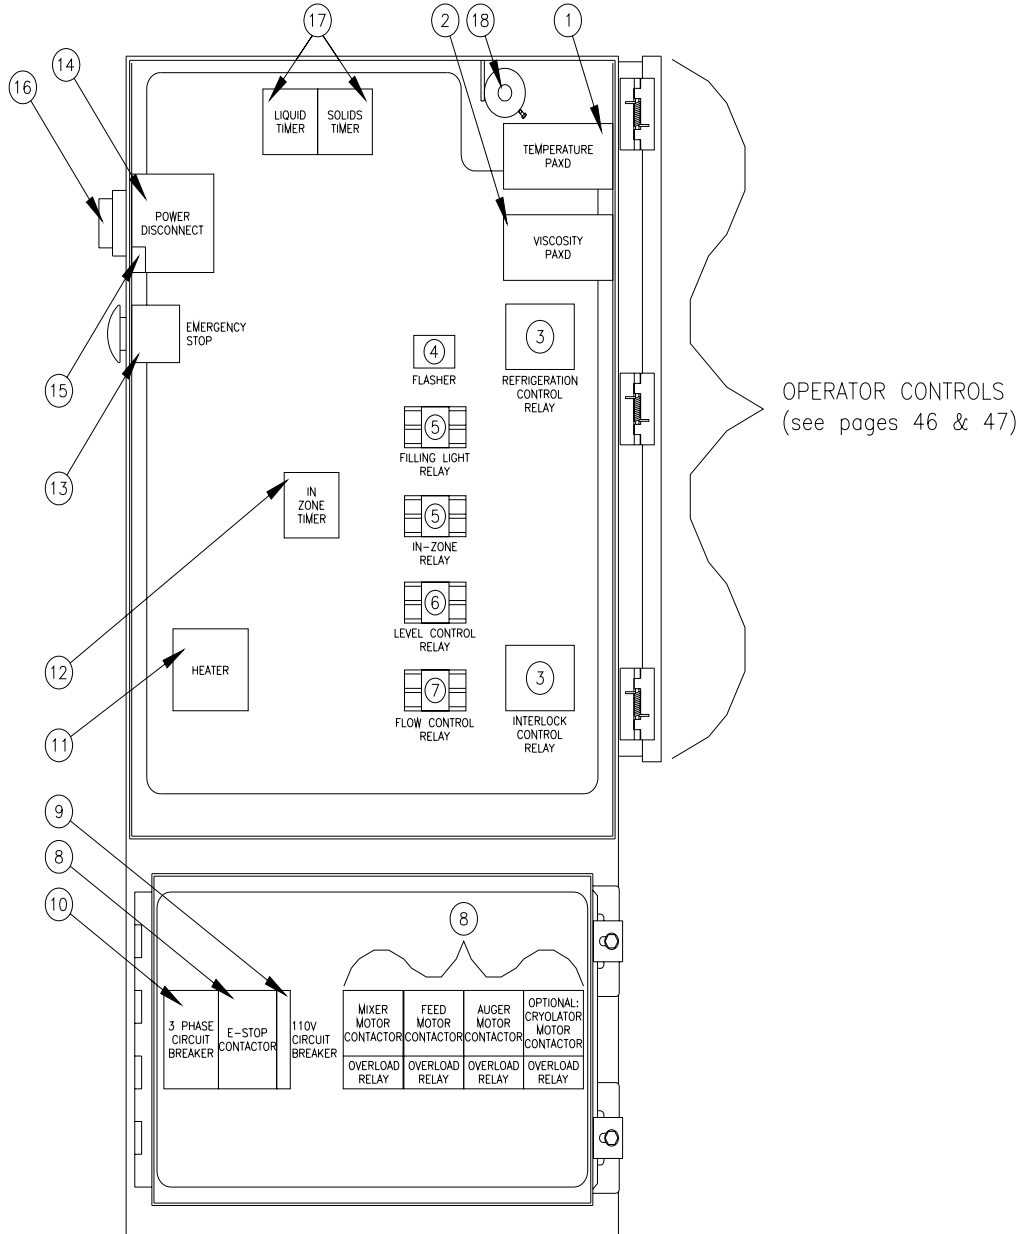 17
2
18
1
14
16
LIQUID
TIMER
SOLIDS
TIMER
TEMPERATURE
PAXD
POWER
DISCONNECT
VISCOSITY
PAXD
EMERGENCY
STOP
15
13
4
FLASHER
3
REFRIGERATION
CONTROL
RELAY
5
FILLING LIGHT
RELAY
OPERATOR CONTROLS
(see pages 46 & 47)
IN
ZONE
TIMER
5
IN-ZONE
RELAY
6
LEVEL CONTROL
RELAY
12
HEATER
11
7
FLOW CONTROL
RELAY
3
INTERLOCK
CONTROL
RELAY
9
8
10
8
3 PHASE
CIRCUIT
BREAKER
E-STOP
CONTACTOR
110V
CIRCUIT
BREAKER
MIXER
MOTOR
CONTACTOR
FEED
MOTOR
CONTACTOR
AUGER
MOTOR
CONTACTOR
OPTIONAL:
CRYOLATOR
MOTOR
CONTACTOR
OVERLOAD
RELAY
OVERLOAD
RELAY
OVERLOAD
RELAY
OVERLOAD
RELAY